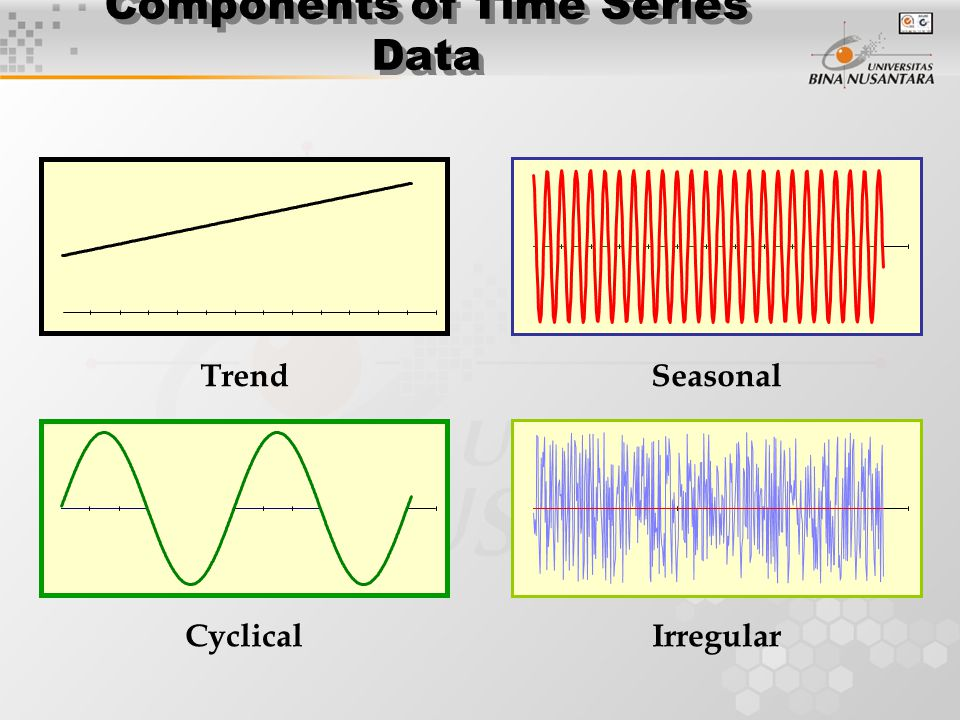 Components of Time Series
Data
UNIVERSITAS
BINA NUSANTARA
Trend
Seasonal
Cyclical
Irregular